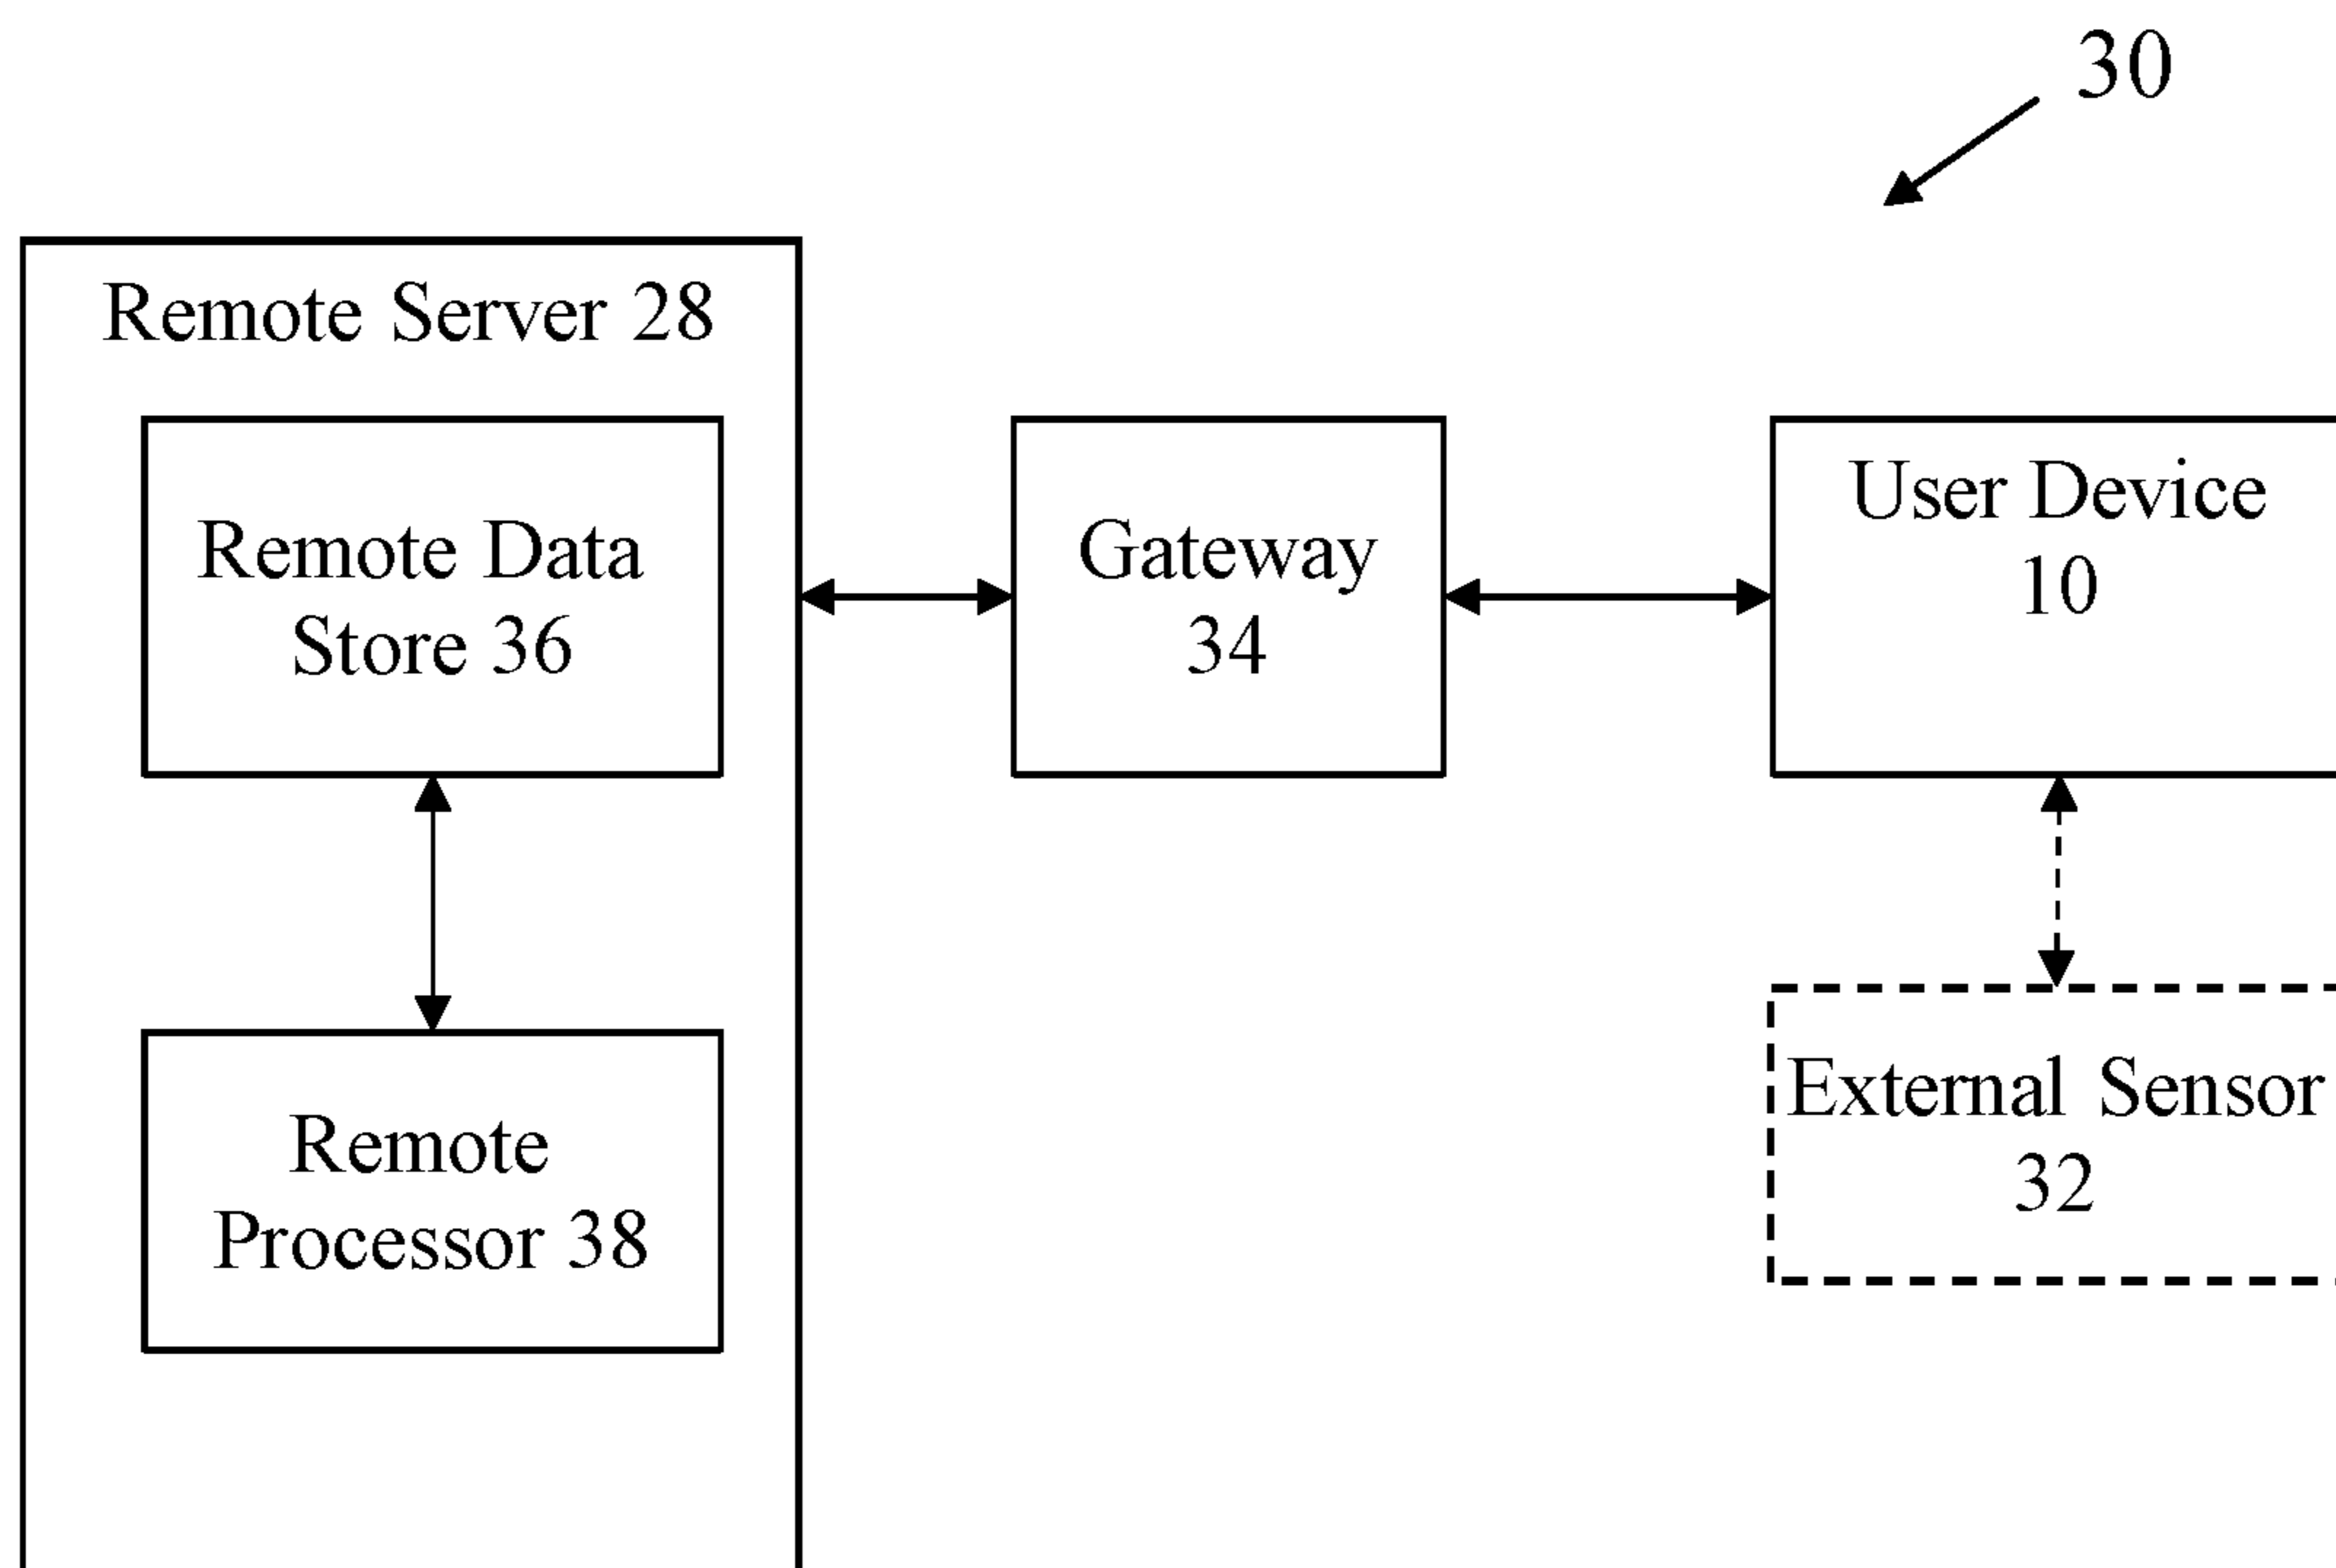 30
Remote Server 28
Remote Data
Store 36
Remote
Processor 38
Gateway
34
User Device
10
External Sensor
32